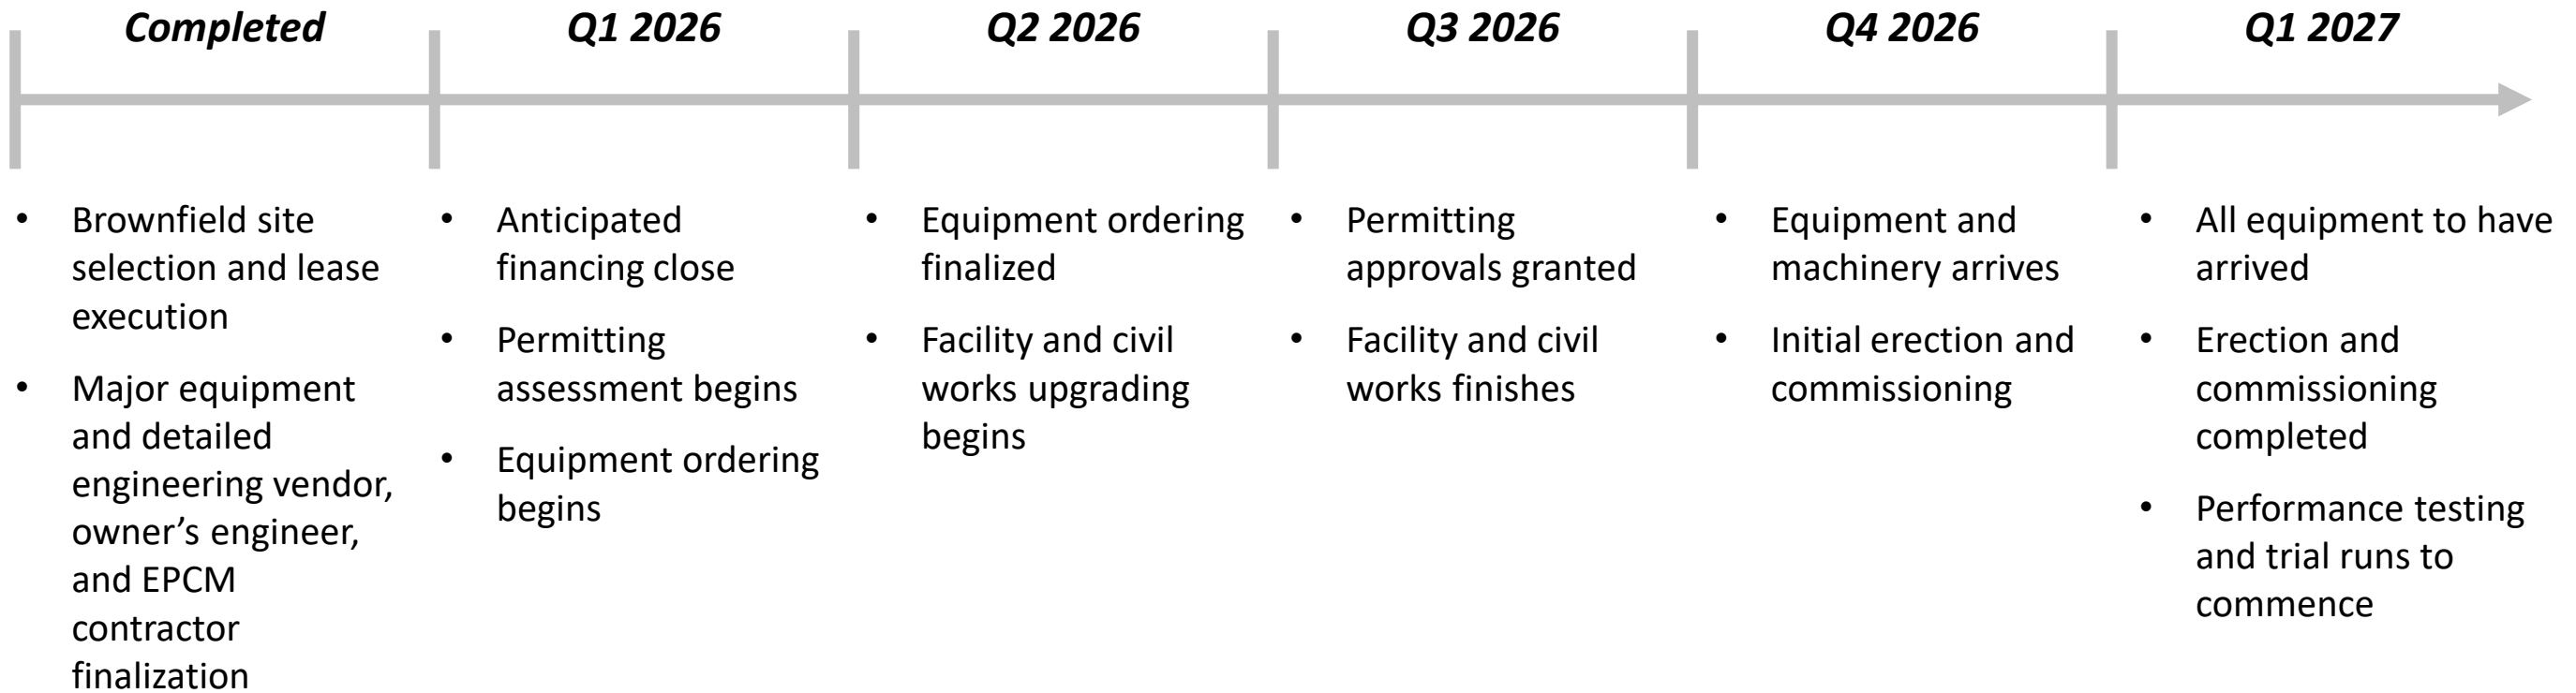 Completed
Q1 2026
Q2 2026
Q3 2026
Q4 2026
Q1 2027
• Brownfield site
selection and lease
execution
• Major equipment
and detailed
engineering vendor,
owner’s engineer,
and EPCM
contractor
finalization
• Anticipated
financing close
• Permitting
assessment begins
• Equipment ordering
begins
• Equipment ordering
finalized
• Facility and civil
works upgrading
begins
• Permitting
approvals granted
• Facility and civil
works finishes
• Equipment and
machinery arrives
• Initial erection and
commissioning
• All equipment to have
arrived
• Erection and
commissioning
completed
• Performance testing
and trial runs to
commence